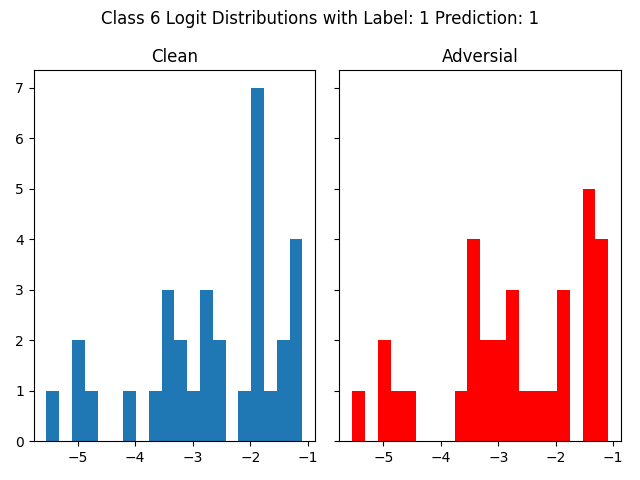 Class 6 Logit Distributions with Label: 1 Prediction: 1
Clean
Adversial
7
6
5
4
3
2
1
0
−5 −4 −3 −2 −1
−5 −4 −3 −2 −1